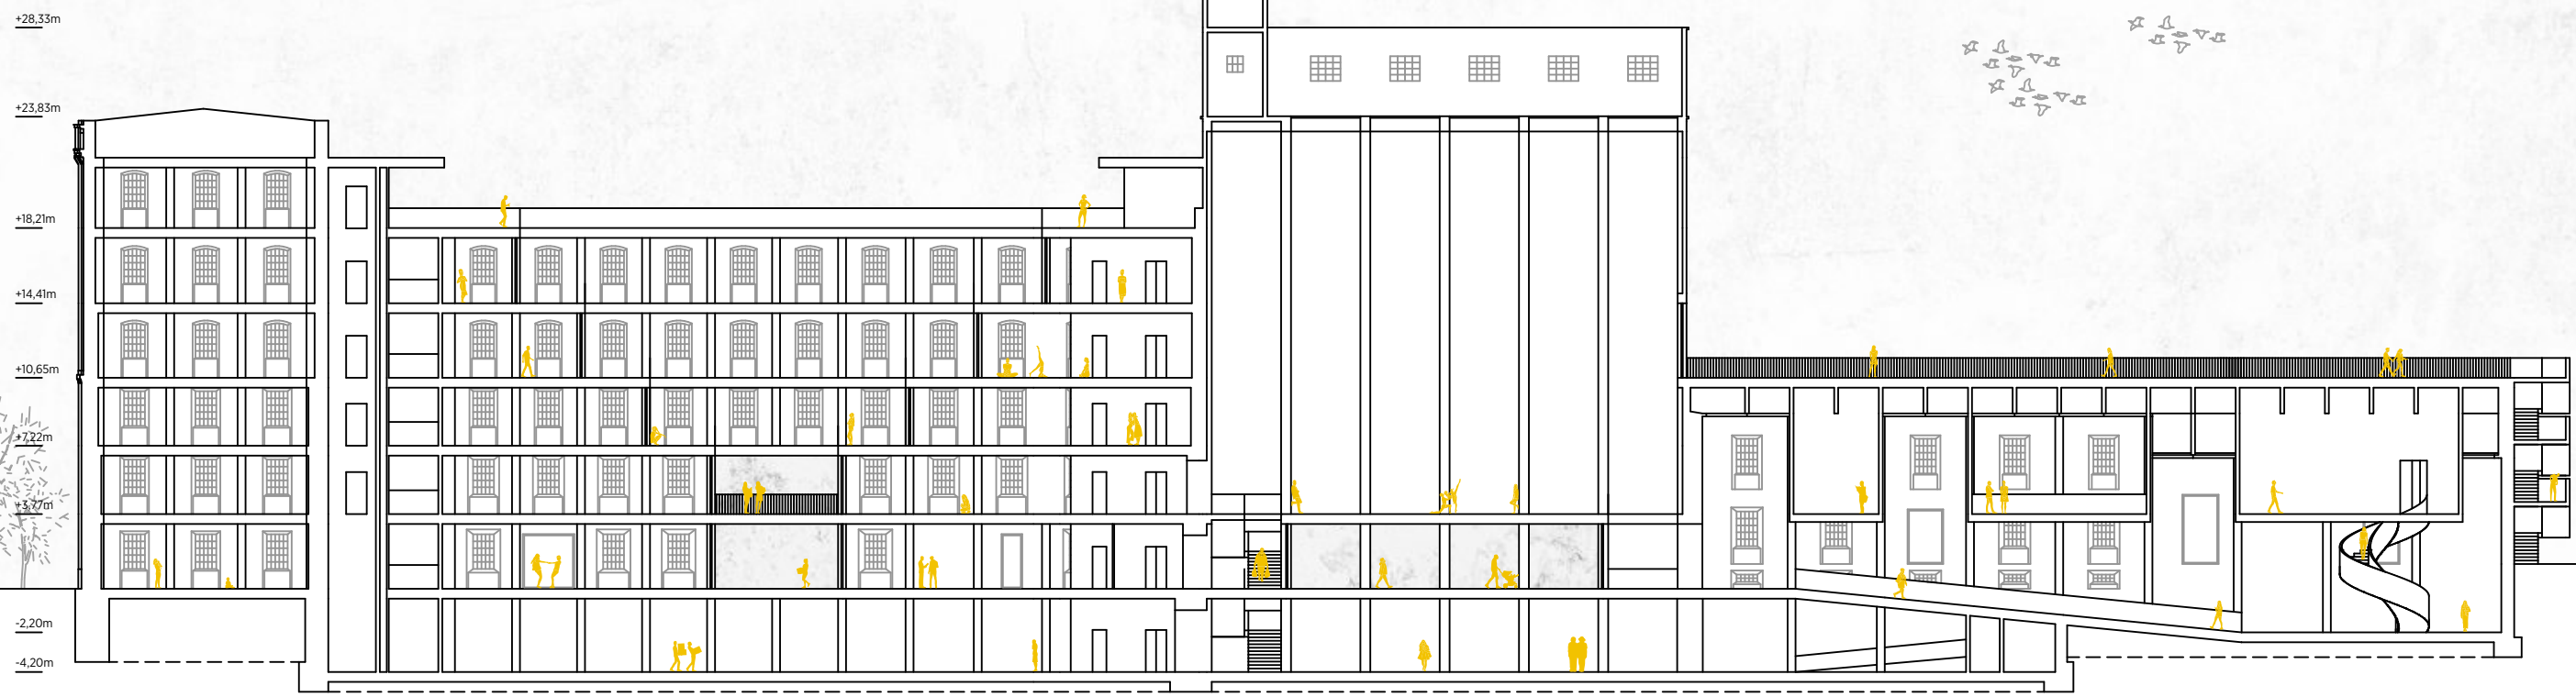 +28,33m
+23,83m
+18,21m
+14,41m
+10,65m
+7,22m
+3,77m
-2,20m
-4,20m